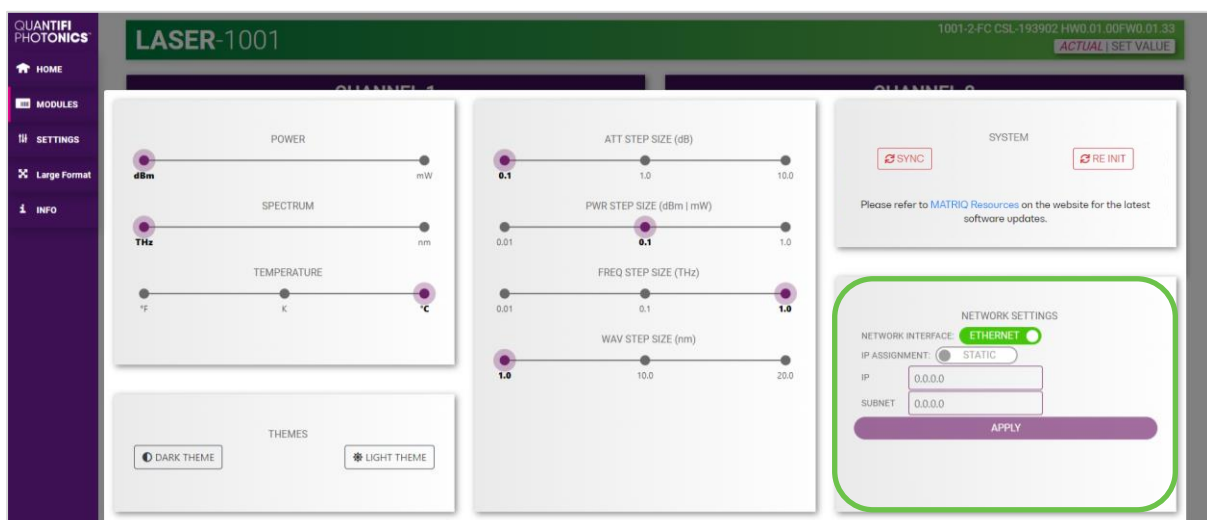 QUANTIFI
PHOTONICS
HOME
MODULES
SETTINGS
Large Format
INFO
LASER-1001
1001-2-FC CSL-193902 HW0.01.00FW0.01.33
ACTUAL | SET VALUE
CHANNEL 1
CHANNEL 2
POWER
dBm mW
SPECTRUM
THz nm
TEMPERATURE
°F K °C
THEMES
DARK THEME LIGHT THEME
ATT STEP SIZE (dB)
0.1 1.0 10.0
PWR STEP SIZE (dBm | mW)
0.01 0.1 1.0
FREQ STEP SIZE (THz)
0.01 0.1 1.0
WAV STEP SIZE (nm)
1.0 10.0 20.0
SYSTEM
SYNC RE INIT
Please refer to MATRIQ Resources on the website for the latest
software updates.
NETWORK SETTINGS
NETWORK INTERFACE: ETHERNET
IP ASSIGNMENT: STATIC
IP 0.0.0.0
SUBNET 0.0.0.0
APPLY